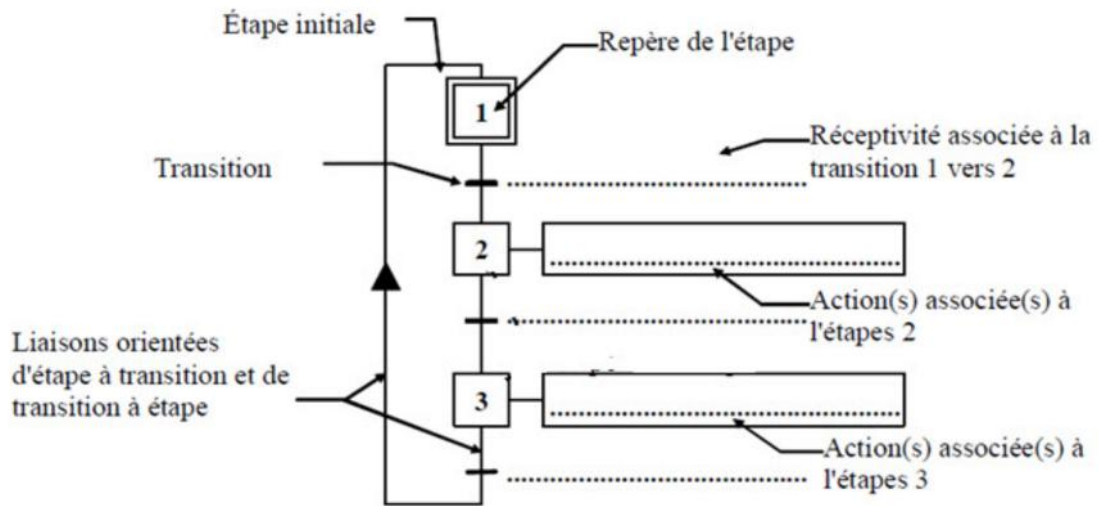 Étape initiale
Repère de l'étape
1
Réceptivité associée à la
transition 1 vers 2
Transition
2
Action(s) associée(s) à
l'étapes 2
Liaisons orientées
d'étape à transition et de
transition à étape
3
Action(s) associée(s) à
l'étapes 3